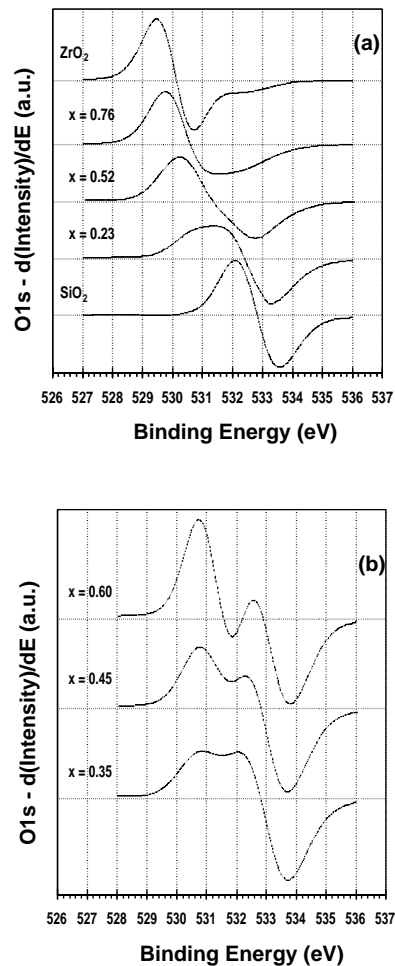 (a)
ZrO₂
x = 0.76
x = 0.52
x = 0.23
SiO₂
O1s - d(Intensity)/dE (a.u.)
526 527 528 529 530 531 532 533 534 535 536 537
Binding Energy (eV)
(b)
x = 0.60
x = 0.45
x = 0.35
O1s - d(Intensity)/dE (a.u.)
526 527 528 529 530 531 532 533 534 535 536 537
Binding Energy (eV)